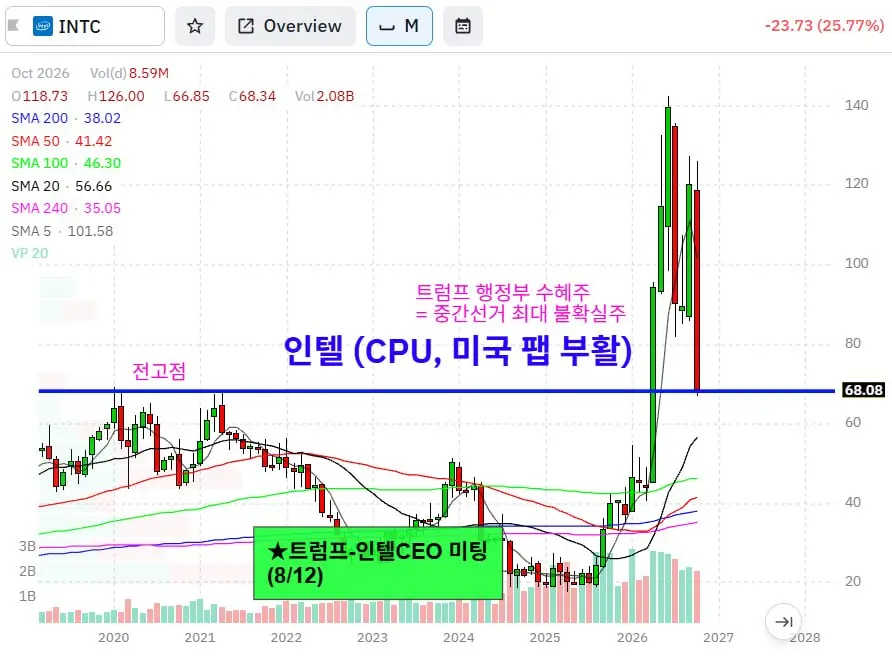 INTC
Overview
M
-23.73 (25.77%)
Oct 2026 Vol(d) 8.59M
O118.73 H126.00 L66.85 C68.34 Vol2.08B
SMA 200 · 38.02
SMA 50 · 41.42
SMA 100 · 46.30
SMA 20 · 56.66
SMA 240 · 35.05
SMA 5 · 101.58
VP 20
트럼프 행정부 수혜주
= 중간선거 최대 불확실주
인텔 (CPU, 미국 팹 부활)
전고점
★트럼프-인텔CEO 미팅
(8/12)
140
120
100
80
68.08
60
40
20
3B
2B
1B
2020 2021 2022 2023 2024 2025 2026 2027 2028